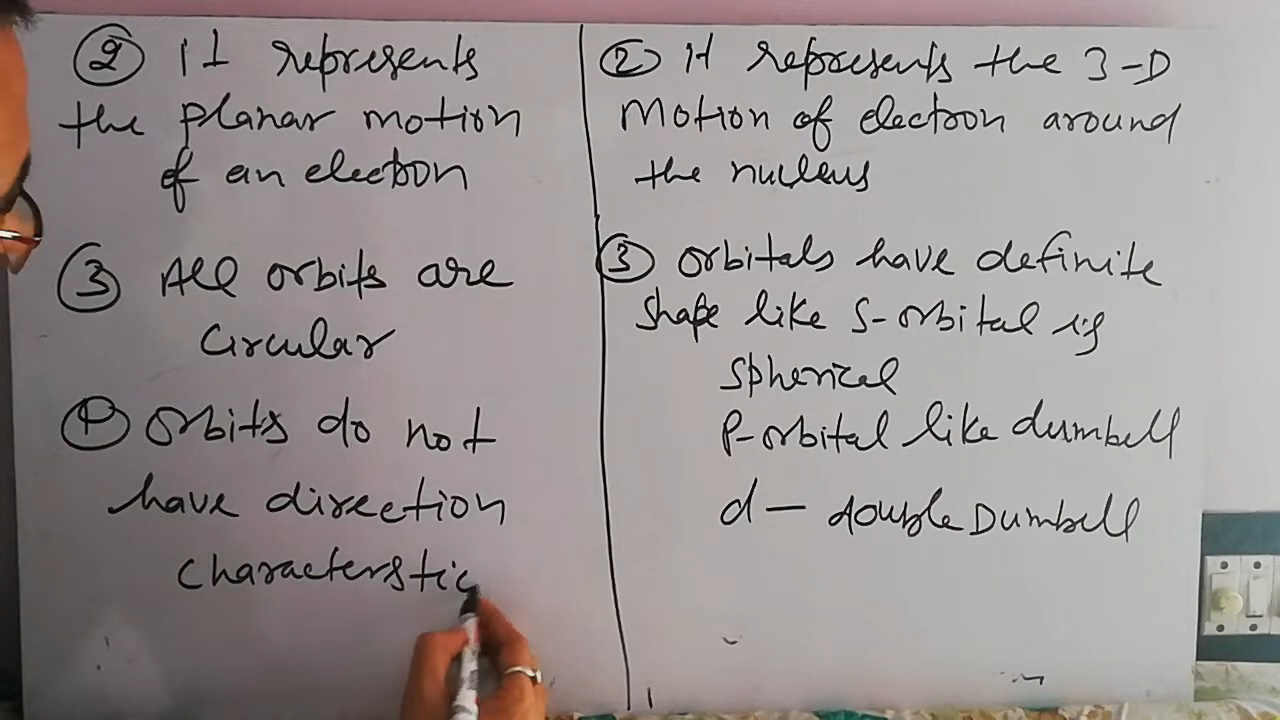 ② It represents
the planar motion
of an electron
③ All orbits are
Circular
④ Orbits do not
have direction
characterstic
② It represents the 3-D
Motion of electron around
the nucleus
③ Orbitals have definite
Shape like S-orbital is
Spherical
P-orbital like dumbell
d - double Dumbell